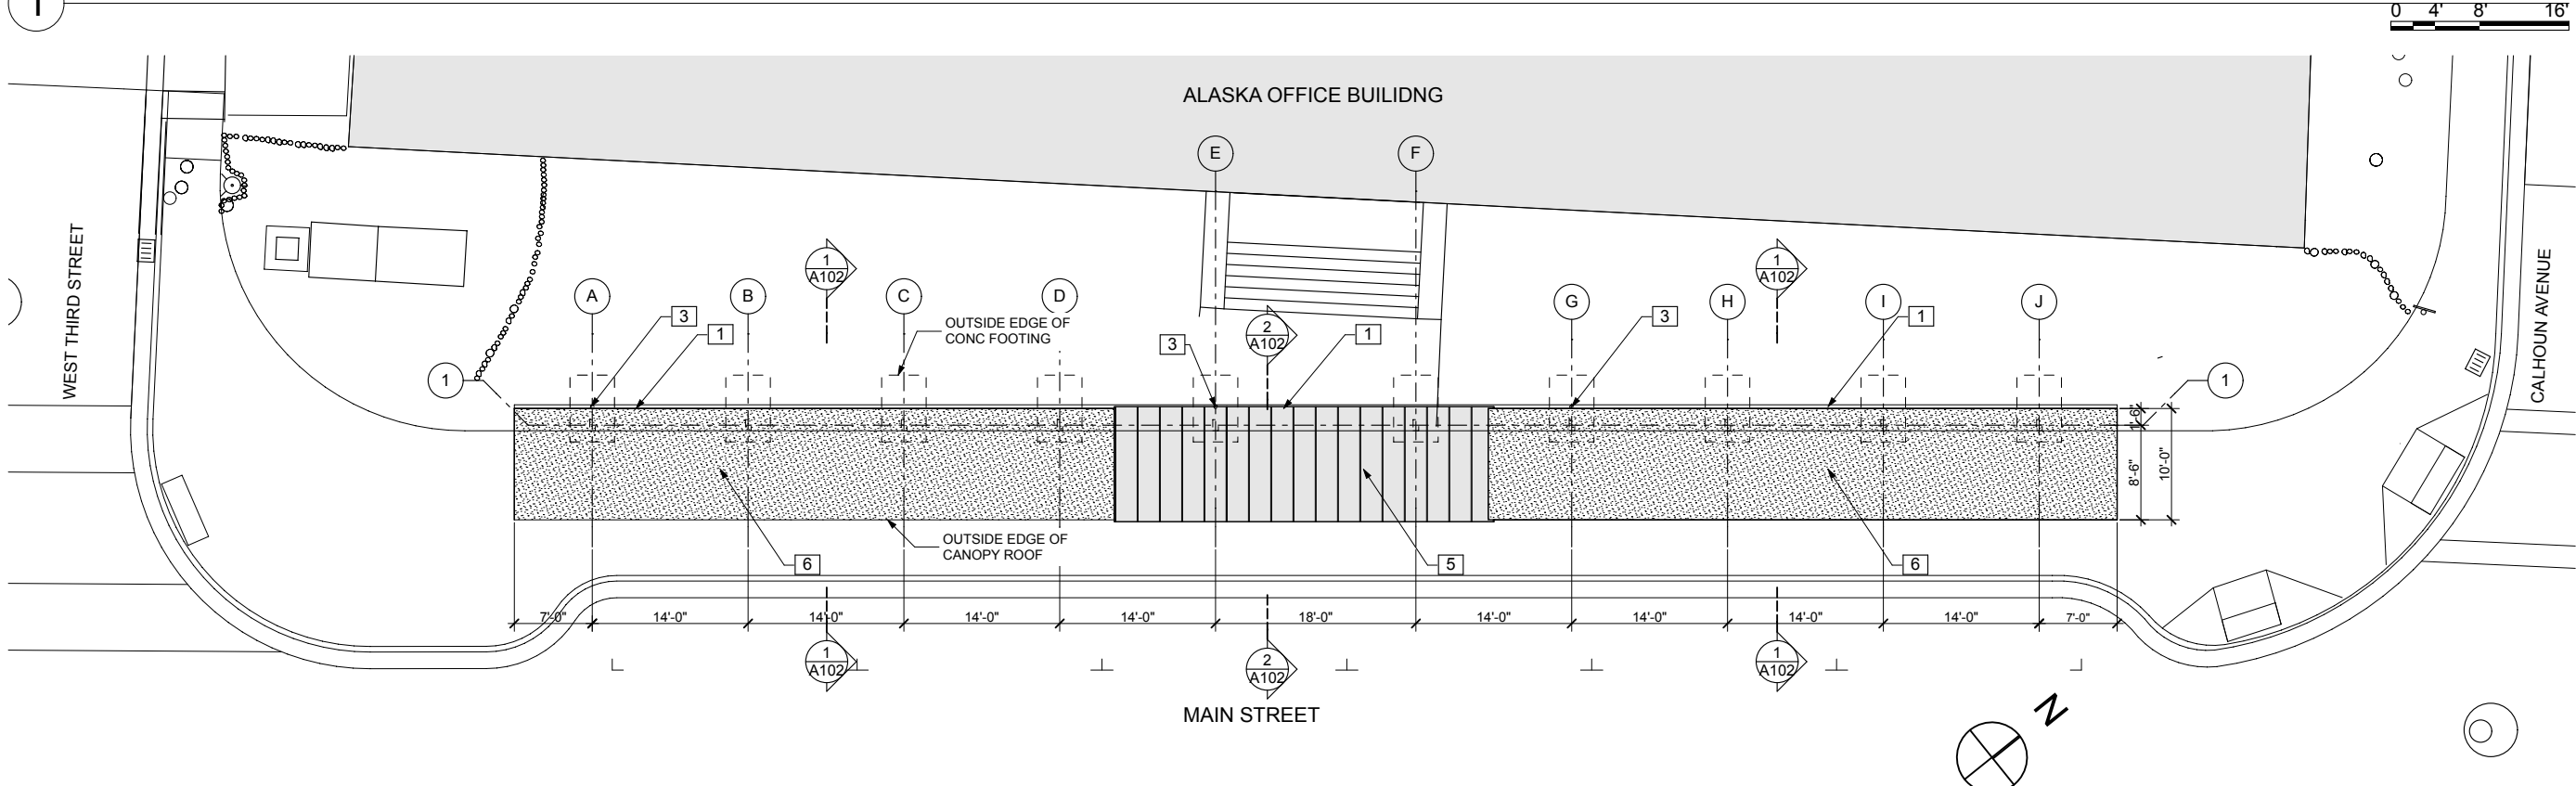 1
0 4' 8' 16'
ALASKA OFFICE BUILIDNG
E F
WEST THIRD STREET
CALHOUN AVENUE
1
A102
1
A102
A B C D G H I J
3
1
OUTSIDE EDGE OF
CONC FOOTING
3
2
A102
1
3
1
1
1
1'-6"
8'-6"
10'-0"
OUTSIDE EDGE OF
CANOPY ROOF
6
5
6
7'-0" 14'-0" 14'-0" 14'-0" 14'-0" 18'-0" 14'-0" 14'-0" 14'-0" 14'-0" 7'-0"
1
A102
2
A102
1
A102
MAIN STREET
N